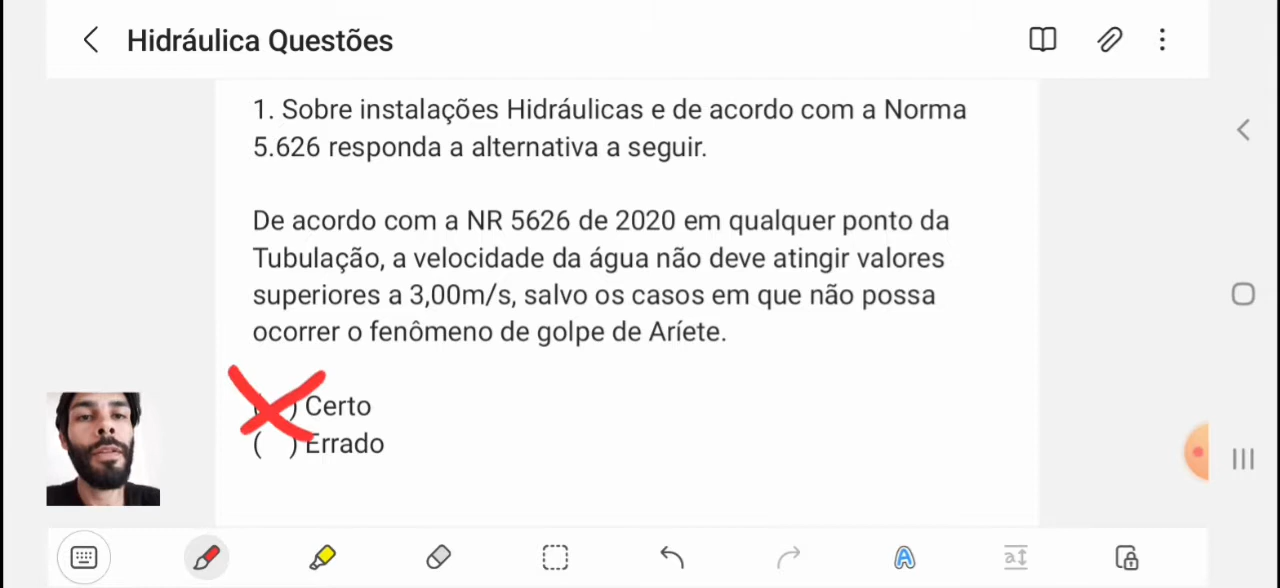 Hidráulica Questões
1. Sobre instalações Hidráulicas e de acordo com a Norma
5.626 responda a alternativa a seguir.
De acordo com a NR 5626 de 2020 em qualquer ponto da
Tubulação, a velocidade da água não deve atingir valores
superiores a 3,00m/s, salvo os casos em que não possa
ocorrer o fenômeno de golpe de Aríete.
( ) Certo
( ) Errado